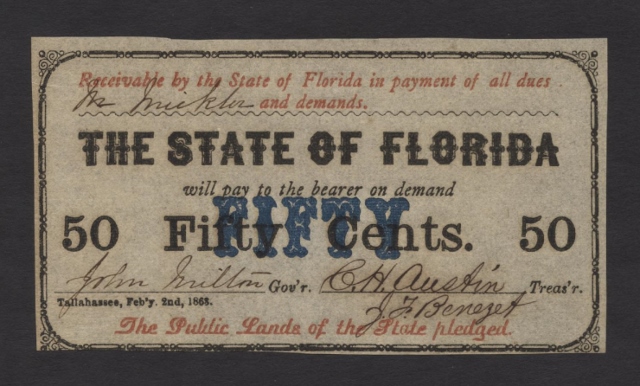 Receivable by the State of Florida in payment of all dues
and demands.
THE STATE OF FLORIDA
will pay to the bearer on demand
50 Fifty Cents. 50
FIFTY
John Milton Gov'r. C. H. Austin Treas'r.
Tallahassee, Feb'y. 2nd, 1863. J F Benezet
The Public Lands of the State pledged.